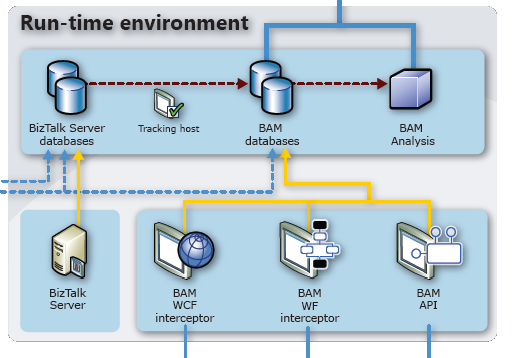 Run-time environment
BizTalk Server
databases
Tracking host
BAM
databases
BAM
Analysis
BizTalk
Server
BAM
WCF
interceptor
BAM
WF
interceptor
BAM
API